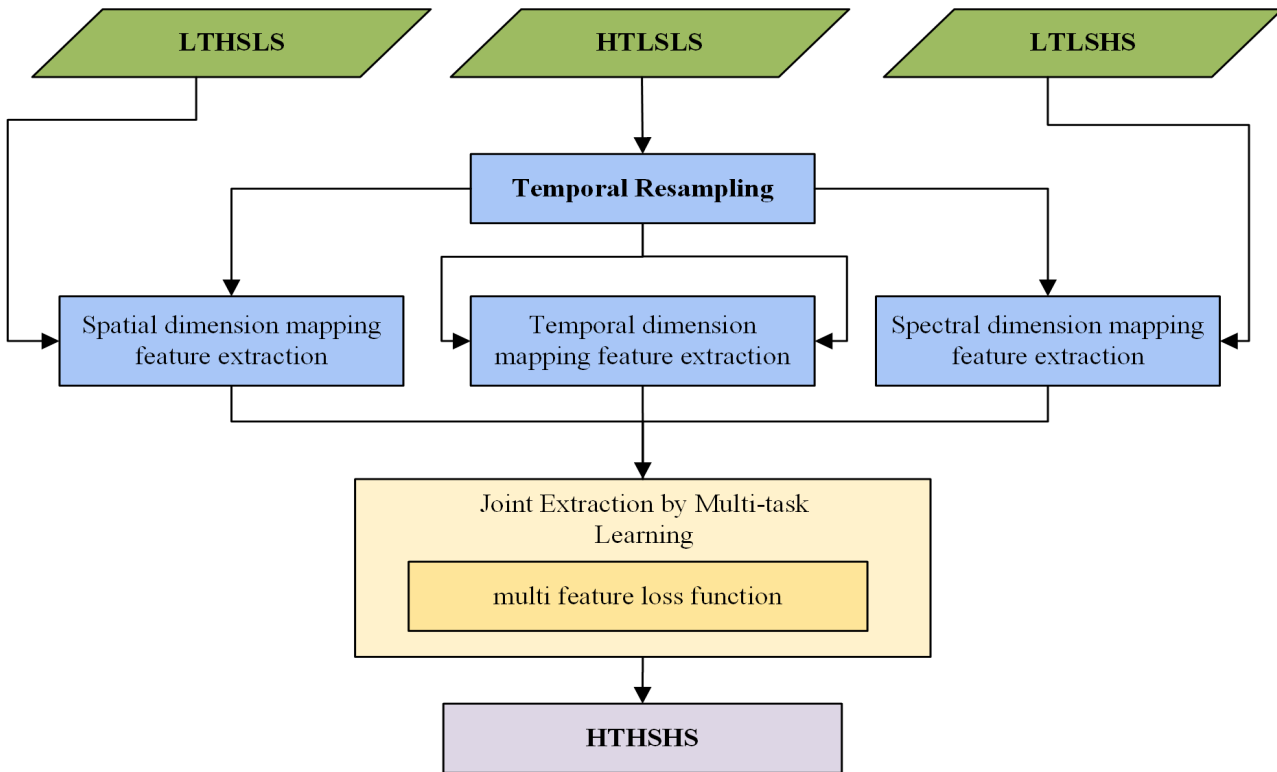 LTHSLS
HTLSLS
LTLSHS
Temporal Resampling
Spatial dimension mapping
feature extraction
Temporal dimension
mapping feature extraction
Spectral dimension mapping
feature extraction
Joint Extraction by Multi-task
Learning
multi feature loss function
HTHSHS